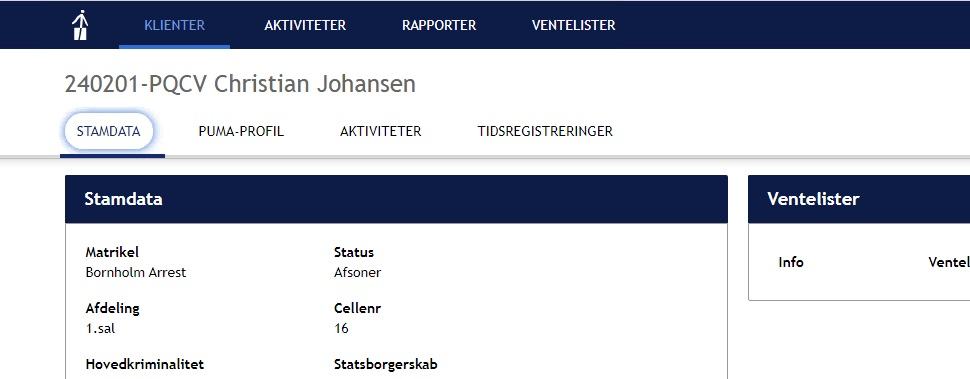 KLIENTER AKTIVITETER RAPPORTER VENTELISTER
240201-PQCV Christian Johansen
STAMDATA PUMA-PROFIL AKTIVITETER TIDSREGISTRERINGER
Stamdata
Matrikel Status
Bornholm Arrest Afsoner
Afdeling Cellenr
1.sal 16
Hovedkriminalitet Statsborgerskab
Ventelister
Info Ventel